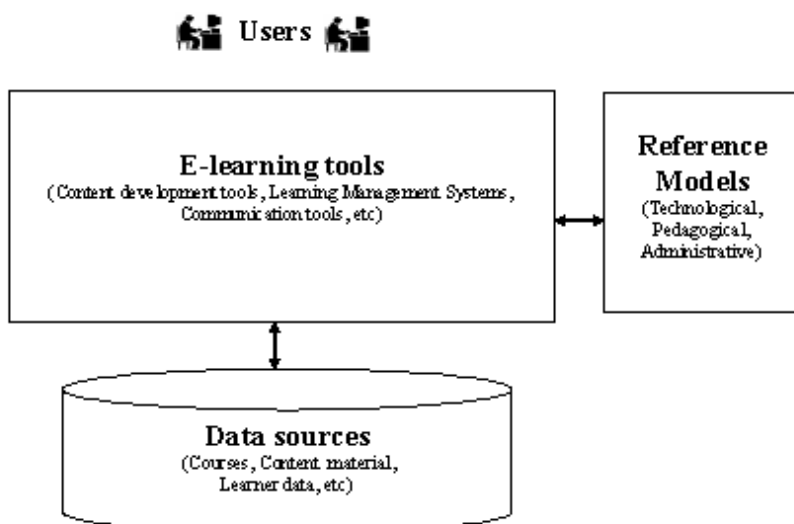 Users
E-learning tools
(Content development tools, Learning Management Systems,
Communication tools, etc)
Reference
Models
(Technological,
Pedagogical,
Administrative)
Data sources
(Courses, Content material,
Learner data, etc)